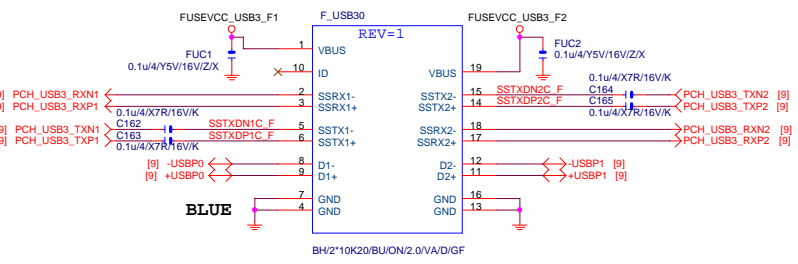 FUSEVCC_USB3_F1
F_USB30
FUSEVCC_USB3_F2
REV=1
FUC1
0.1u/4/Y5V/16V/Z/X
FUC2
0.1u/4/Y5V/16V/Z/X
1
VBUS
10
ID
VBUS
19
0.1u/4/X7R/16V/K
9] PCH_USB3_RXN1
2
SSRX1-
SSTX2-
15
SSTXDN2C_F
C164
PCH_USB3_TXN2 [9]
9] PCH_USB3_RXP1
3
SSRX1+
SSTX2+
14
SSTXDP2C_F
C165
PCH_USB3_TXP2 [9]
0.1u/4/X7R/16V/K
0.1u/4/X7R/16V/K
[9] PCH_USB3_TXN1
C162
SSTXDN1C_F
5
SSTX1-
SSRX2-
18
PCH_USB3_RXN2 [9]
[9] PCH_USB3_TXP1
C163
SSTXDP1C_F
6
SSTX1+
SSRX2+
17
PCH_USB3_RXP2 [9]
0.1u/4/X7R/16V/K
[9] -USBP0
8
D1-
D2-
12
-USBP1 [9]
[9] +USBP0
9
D1+
D2+
11
+USBP1 [9]
7
GND
GND
16
BLUE
4
GND
GND
13
BH/2*10K20/BU/ON/2.0/VA/D/GF